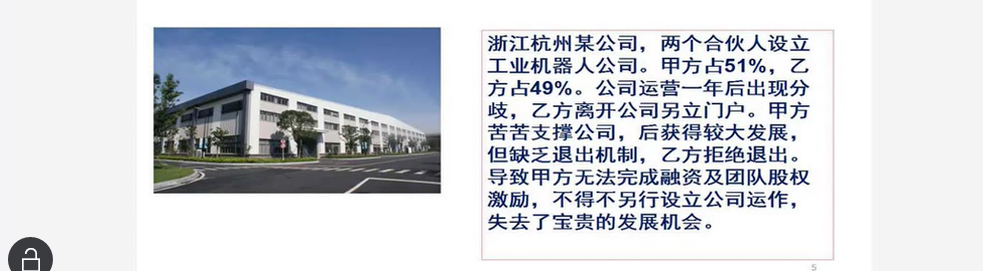 浙江杭州某公司，两个合伙人设立
工业机器人公司。甲方占51%，乙
方占49%。公司运营一年后出现分
歧，乙方离开公司另立门户。甲方
苦苦支撑公司，后获得较大发展，
但缺乏退出机制，乙方拒绝退出。
导致甲方无法完成融资及团队股权
激励，不得不另行设立公司运作，
失去了宝贵的发展机会。
5